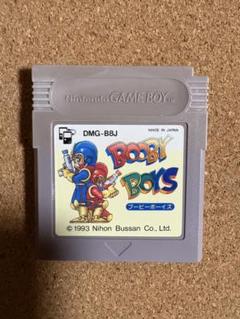 Nintendo GAME BOY
DMG-B8J
MADE IN JAPAN
BOOBY
BOYS
ブービーボーイズ
© 1993 Nihon Bussan Co., Ltd.